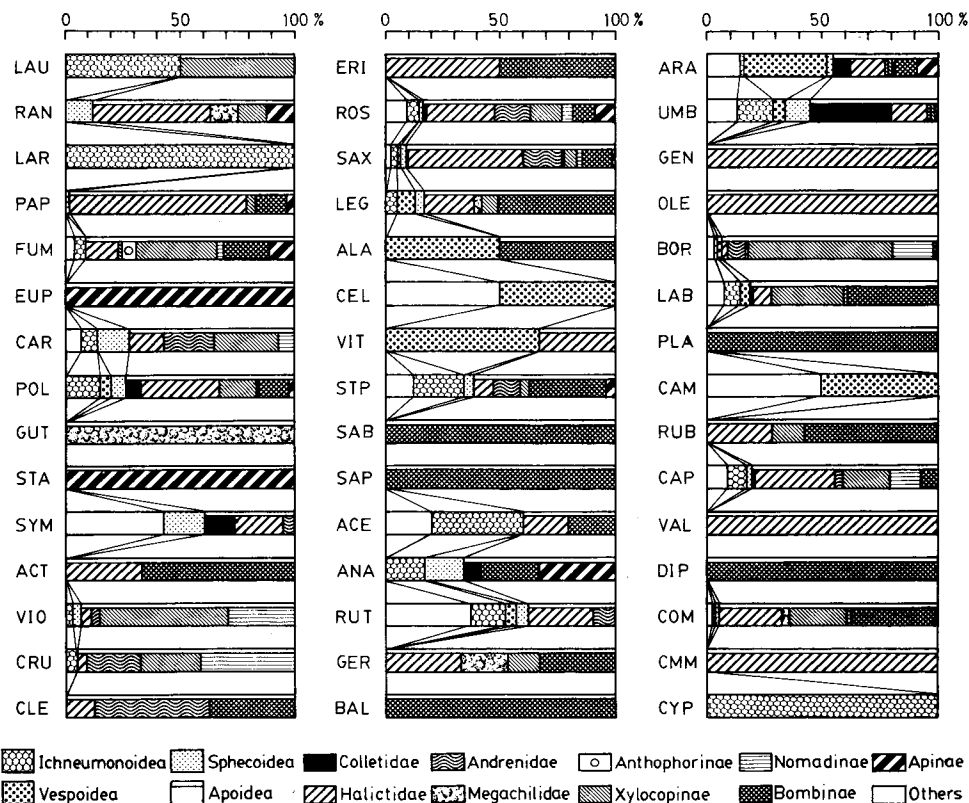 0 50 100 %
0 50 100 %
0 50 100 %
LAU
RAN
LAR
PAP
FUM
EUP
CAR
POL
GUT
STA
SYM
ACT
VIO
CRU
CLE
ERI
ROS
SAX
LEG
ALA
CEL
VIT
STP
SAB
SAP
ACE
ANA
RUT
GER
BAL
ARA
UMB
GEN
OLE
BOR
LAB
PLA
CAM
RUB
CAP
VAL
DIP
COM
CMM
CYP
Ichneumonoidea Sphecoidea Colletidae Andrenidae Anthophorinae Nomadinae Apinae
Vespoidea Apoidea Halictidae Megachilidae Xylocopinae Bombinae Others